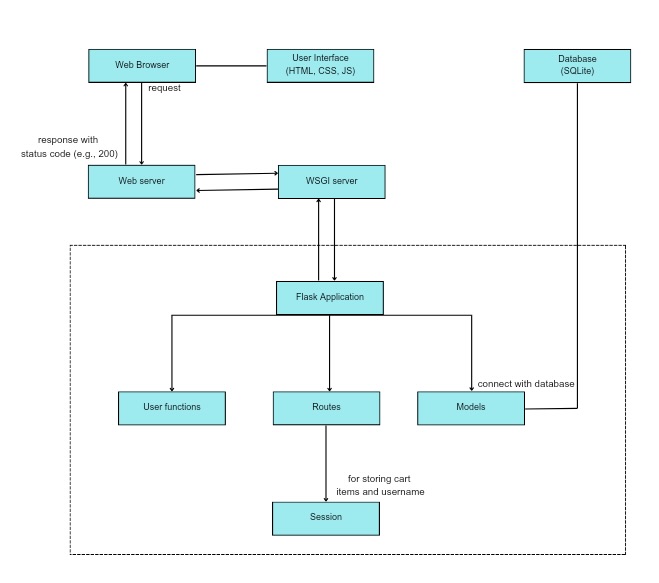 Web Browser
User Interface
(HTML, CSS, JS)
Database
(SQLite)
request
response with
status code (e.g., 200)
Web server
WSGI server
Flask Application
connect with database
User functions
Routes
Models
for storing cart
items and username
Session